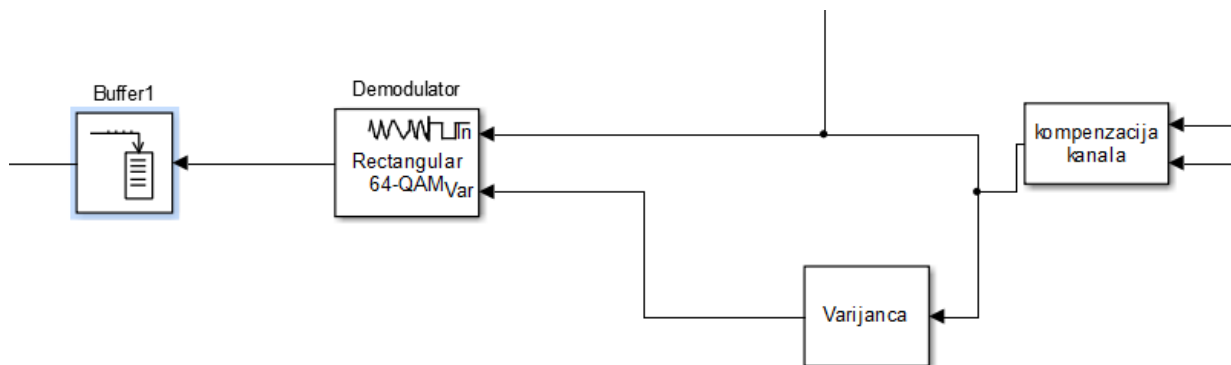 Buffer1
Demodulator
In
Rectangular
64-QAM
Var
kompenzacija
kanala
Varijanca